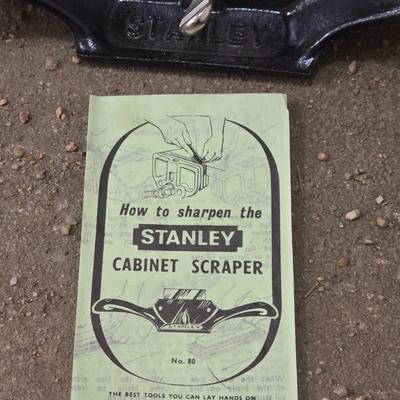 STANLEY
How to sharpen the
STANLEY
CABINET SCRAPER
STANLEY
No. 80
THE BEST TOOLS YOU CAN LAY HANDS ON